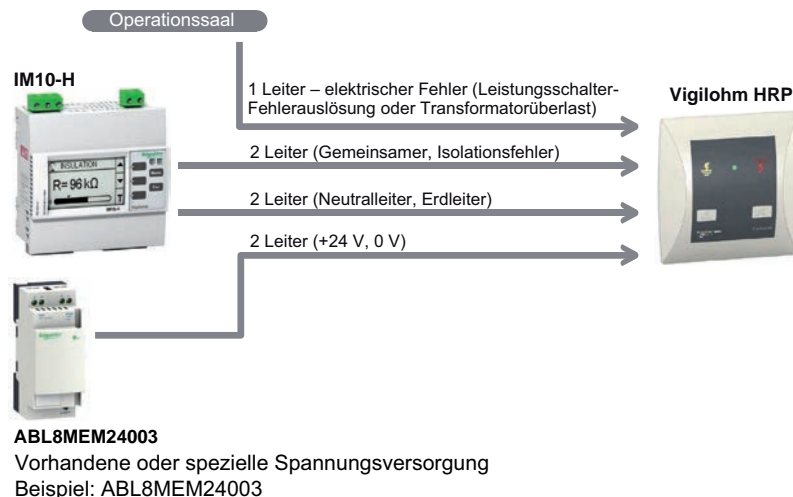 Operationssaal
IM10-H
1 Leiter – elektrischer Fehler (Leistungsschalter-
Fehlerauslösung oder Transformatorüberlast)
Vigilohm HRP
2 Leiter (Gemeinsamer, Isolationsfehler)
INSULATION
R= 96 kΩ
2 Leiter (Neutralleiter, Erdleiter)
2 Leiter (+24 V, 0 V)
ABL8MEM24003
Vorhandene oder spezielle Spannungsversorgung
Beispiel: ABL8MEM24003